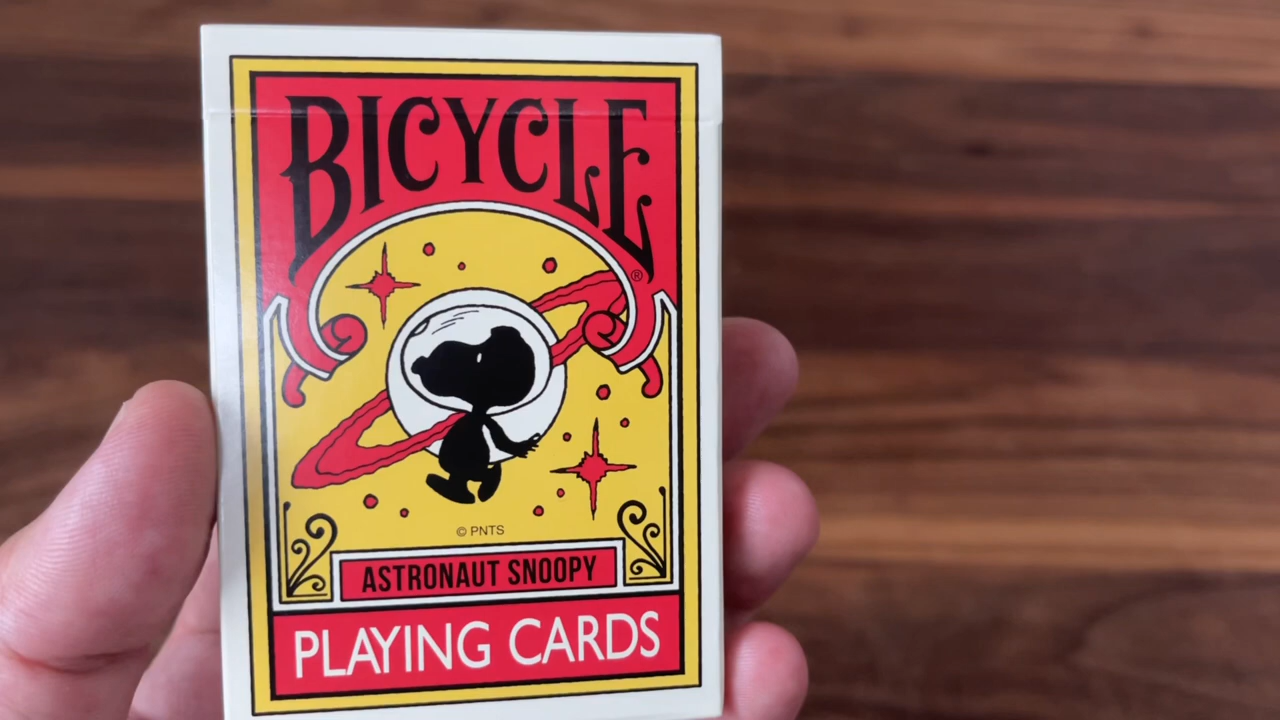 BICYCLE
®
© PNTS
ASTRONAUT SNOOPY
PLAYING CARDS